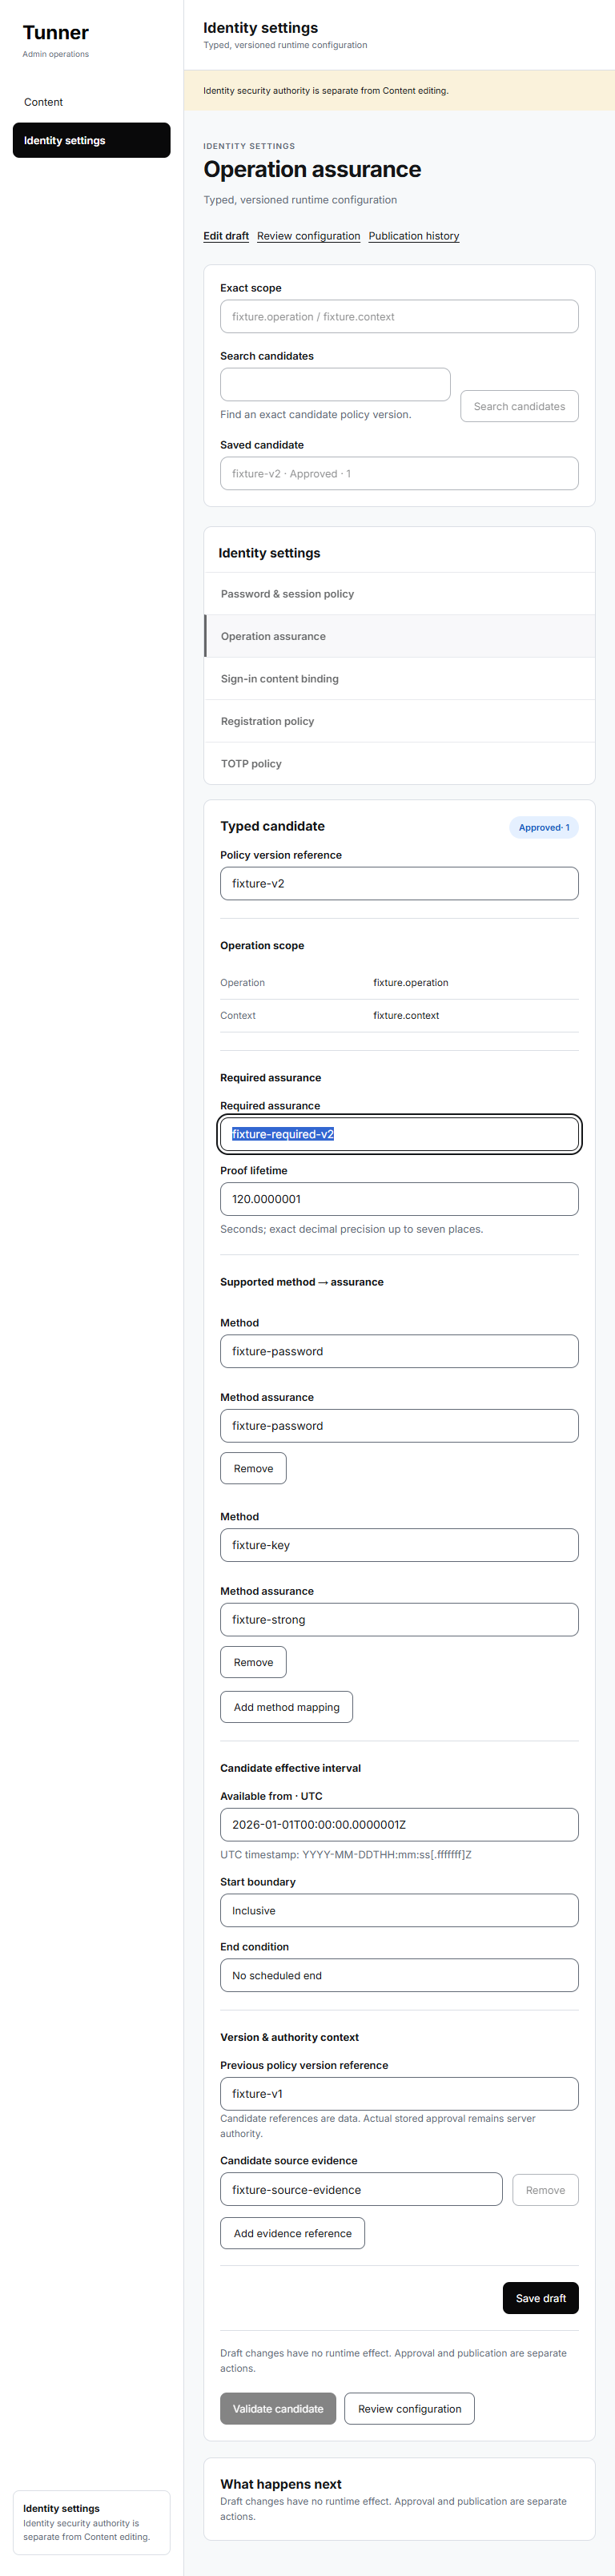 Tunner
Admin operations
Content
Identity settings
Identity settings
Typed, versioned runtime configuration
Identity security authority is separate from Content editing.
IDENTITY SETTINGS
Operation assurance
Typed, versioned runtime configuration
Edit draft Review configuration Publication history
Exact scope
fixture.operation / fixture.context
Search candidates
Search candidates
Find an exact candidate policy version.
Saved candidate
fixture-v2 · Approved · 1
Identity settings
Password & session policy
Operation assurance
Sign-in content binding
Registration policy
TOTP policy
Typed candidate
Approved· 1
Policy version reference
fixture-v2
Operation scope
Operation fixture.operation
Context fixture.context
Required assurance
Required assurance
fixture-required-v2
Proof lifetime
120.0000001
Seconds; exact decimal precision up to seven places.
Supported method → assurance
Method
fixture-password
Method assurance
fixture-password
Remove
Method
fixture-key
Method assurance
fixture-strong
Remove
Add method mapping
Candidate effective interval
Available from · UTC
2026-01-01T00:00:00.0000001Z
UTC timestamp: YYYY-MM-DDTHH:mm:ss[.fffffff]Z
Start boundary
Inclusive
End condition
No scheduled end
Version & authority context
Previous policy version reference
fixture-v1
Candidate references are data. Actual stored approval remains server
authority.
Candidate source evidence
fixture-source-evidence Remove
Add evidence reference
Save draft
Draft changes have no runtime effect. Approval and publication are separate
actions.
Validate candidate Review configuration
What happens next
Draft changes have no runtime effect. Approval and publication are separate
actions.
Identity settings
Identity security authority is
separate from Content editing.